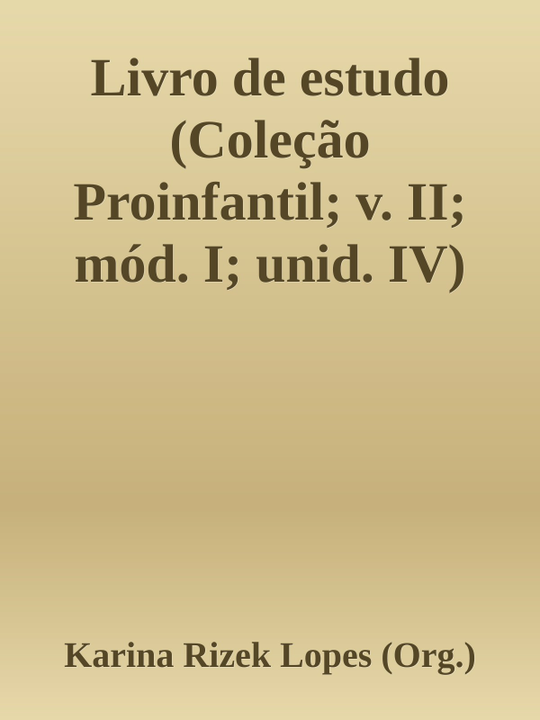 Livro de estudo
(Coleção
Proinfantil; v. II;
mód. I; unid. IV)
Karina Rizek Lopes (Org.)